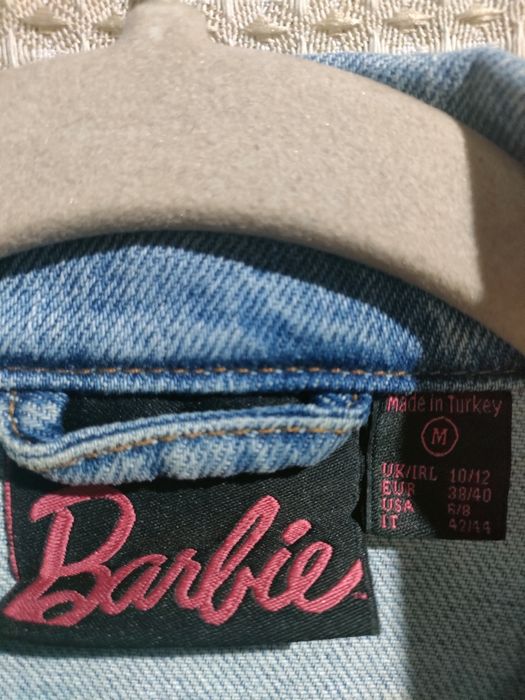 made in Turkey
M
UK/IRL 10/12
EUR 38/40
USA 6/8
IT 42/44
Barbie